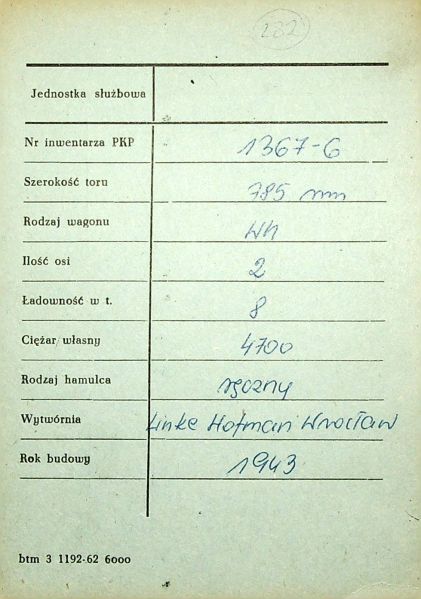 282
Jednostka służbowa
Nr inwentarza PKP 1367-6
Szerokość toru 785 mm
Rodzaj wagonu Wh
Ilość osi 2
Ładowność w t. 8
Ciężar własny 4700
Rodzaj hamulca ręczny
Wytwórnia Linke Hofman Wrocław
Rok budowy 1943
btm 3 1192-62 6000